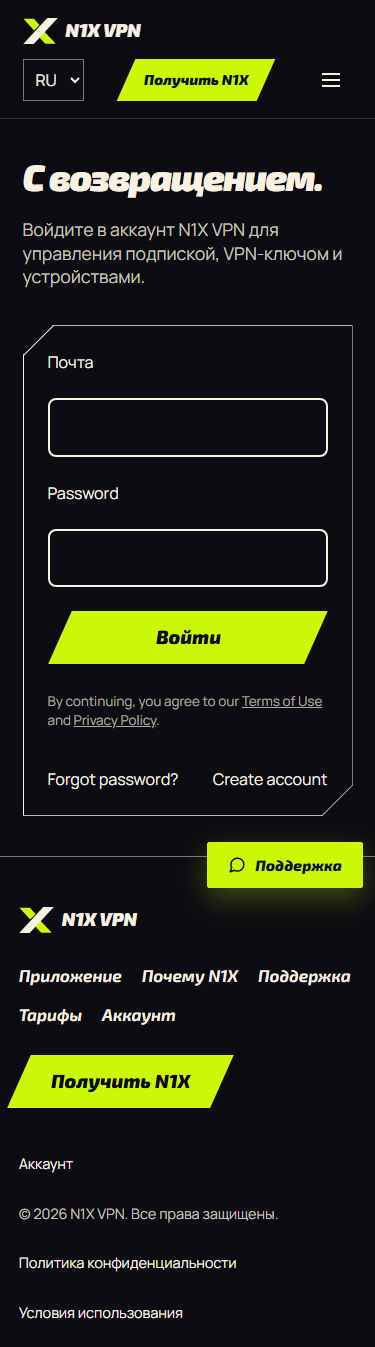 N1X VPN
RU
Получить N1X
С возвращением.
Войдите в аккаунт N1X VPN для
управления подпиской, VPN-ключом и
устройствами.
Почта
Password
Войти
By continuing, you agree to our Terms of Use
and Privacy Policy.
Forgot password? Create account
Поддержка
N1X VPN
Приложение Почему N1X Поддержка
Тарифы Аккаунт
Получить N1X
Аккаунт
© 2026 N1X VPN. Все права защищены.
Политика конфиденциальности
Условия использования